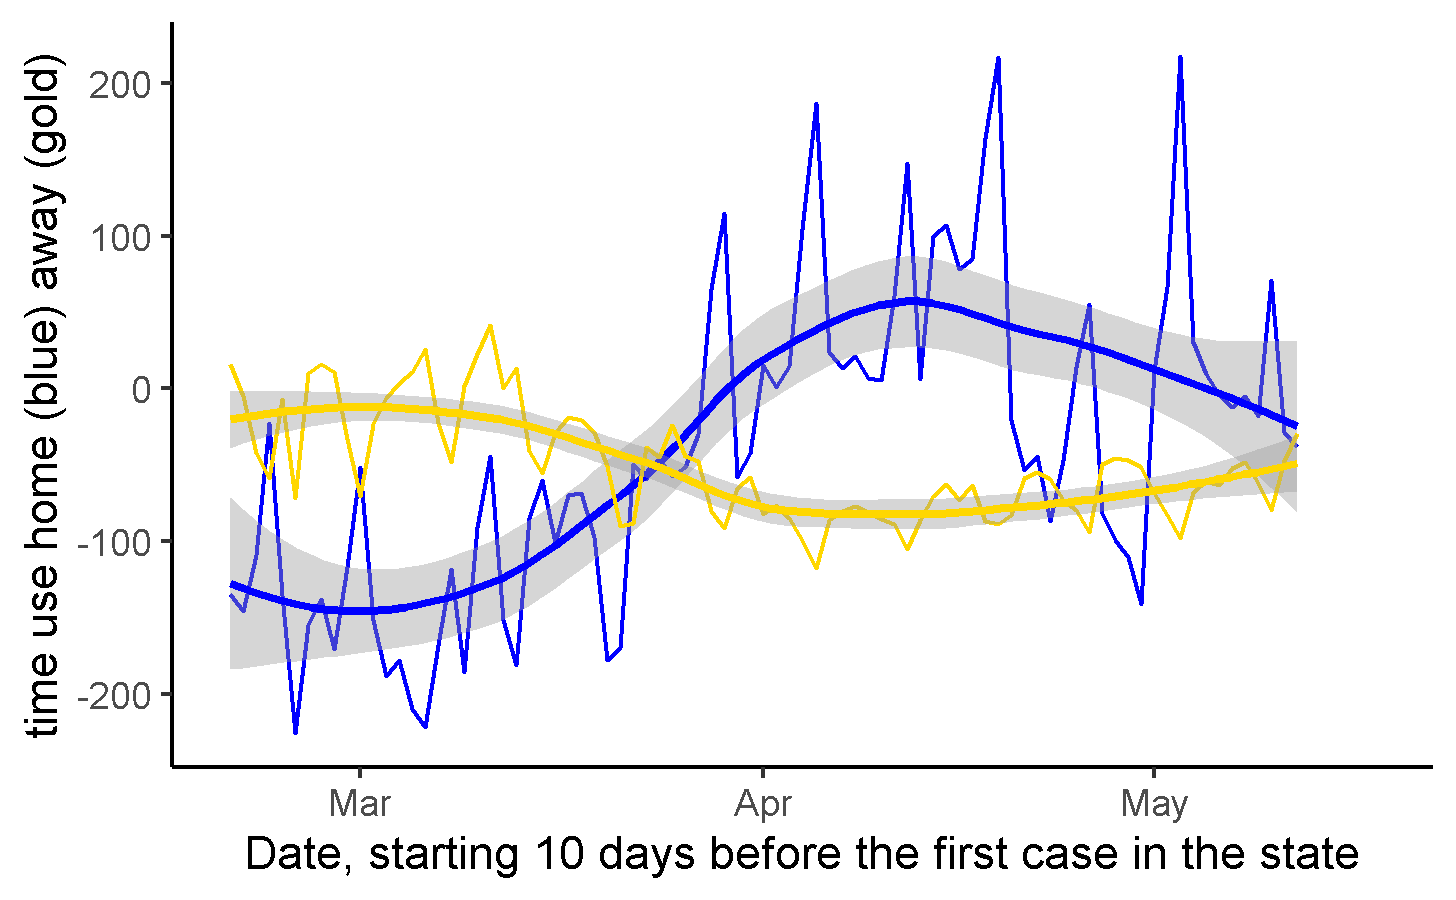 time use home (blue) away (gold)
200
100
0
-100
-200
Mar
Apr
May
Date, starting 10 days before the first case in the state